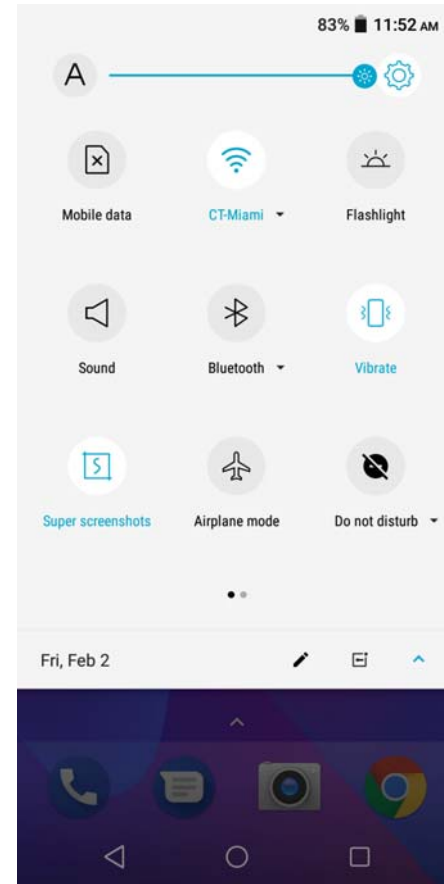 83% 11:52 AM
A
Mobile data CT-Miami Flashlight
Sound Bluetooth Vibrate
S
Super screenshots Airplane mode Do not disturb
Fri, Feb 2